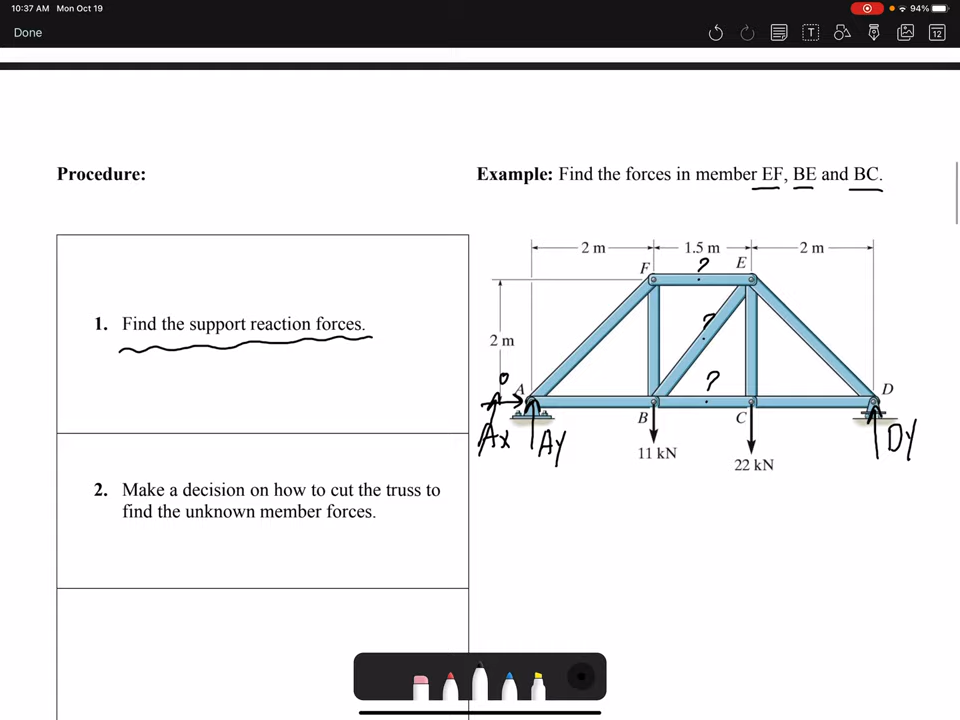 10:37 AM Mon Oct 19
94%
Done
T
12
Procedure:
Example: Find the forces in member EF, BE and BC.
1. Find the support reaction forces.
2. Make a decision on how to cut the truss to
find the unknown member forces.
2 m
1.5 m
2 m
F
?
E
?
2 m
0
A
?
D
Ax
Ay
B
C
Dy
11 kN
22 kN